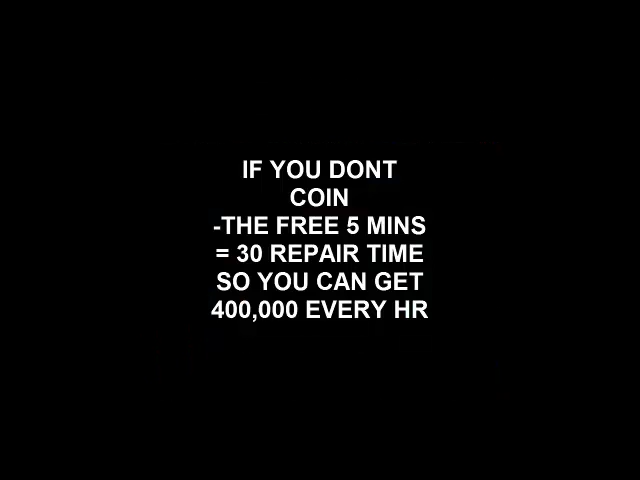 IF YOU DONT
COIN
-THE FREE 5 MINS
= 30 REPAIR TIME
SO YOU CAN GET
400,000 EVERY HR